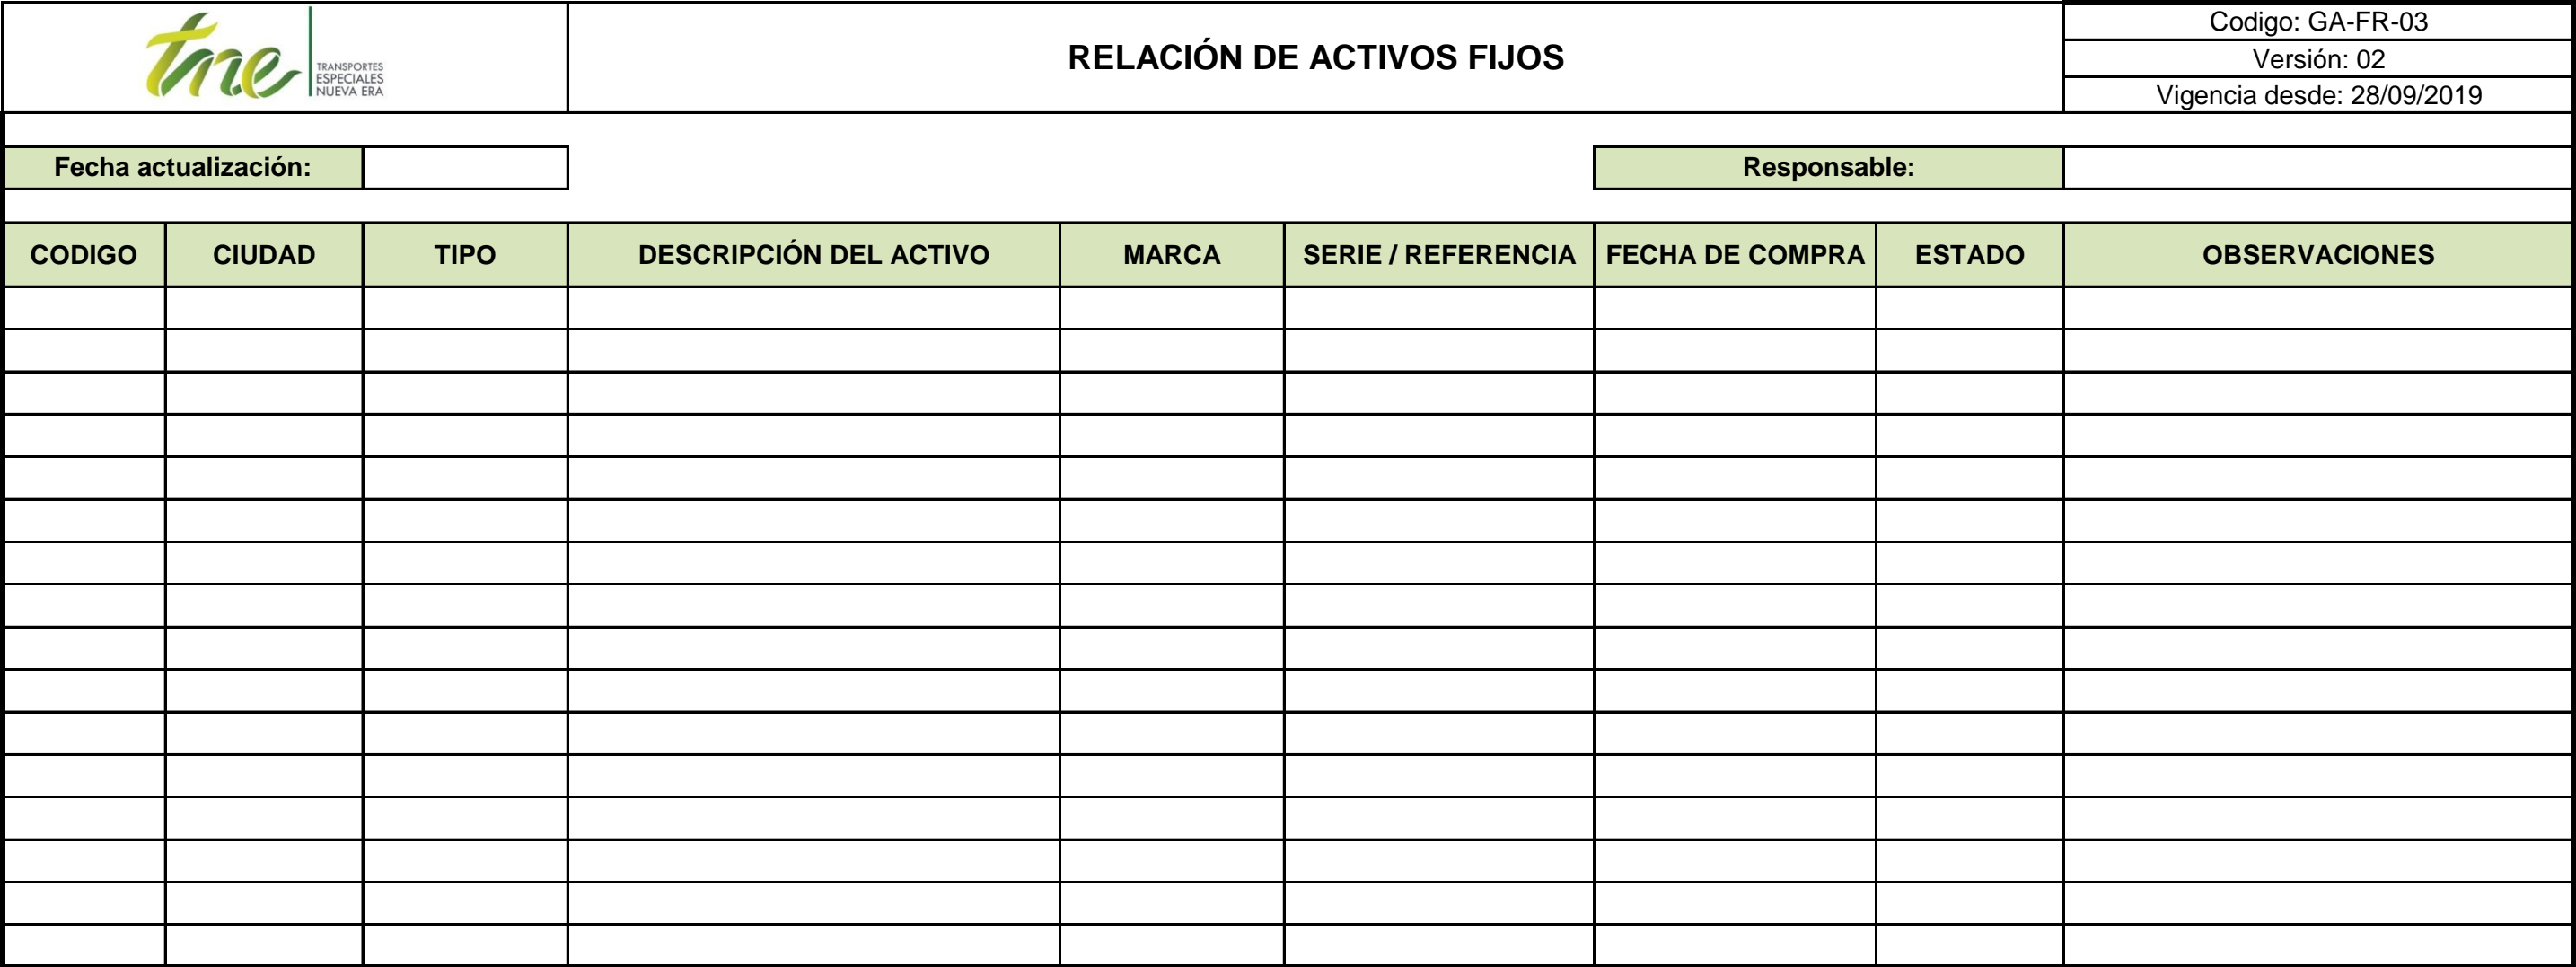 tne
TRANSPORTES
ESPECIALES
NUEVA ERA
RELACIÓN DE ACTIVOS FIJOS
Codigo: GA-FR-03
Versión: 02
Vigencia desde: 28/09/2019
Fecha actualización:
Responsable:
CODIGO CIUDAD TIPO DESCRIPCIÓN DEL ACTIVO MARCA SERIE / REFERENCIA FECHA DE COMPRA ESTADO OBSERVACIONES